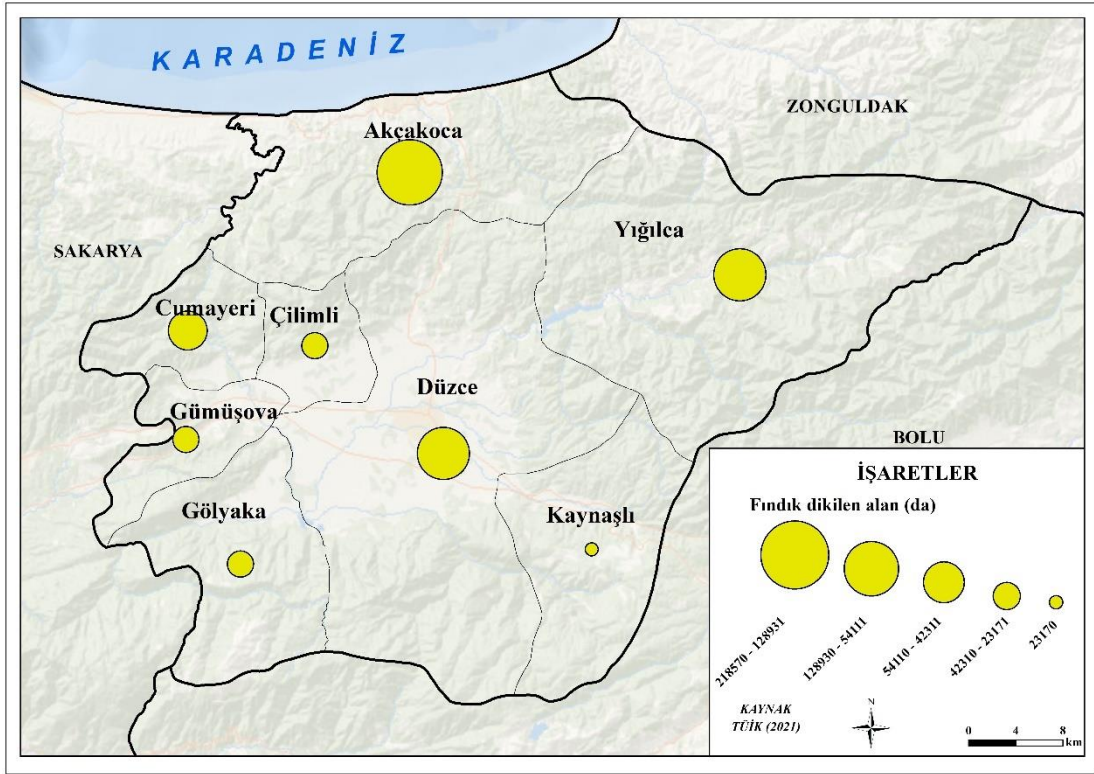 KARADENİZ
ZONGULDAK
Akçakoca
Yığılca
SAKARYA
Cumayeri
Çilimli
Düzce
Gümüşova
BOLU
Gölyaka
Kaynaşlı
İŞARETLER
Fındık dikilen alan (da)
218570 - 128931
128930 - 54111
54110 - 42311
42310 - 23171
23170
KAYNAK
TÜİK (2021)
N
0 4 8
km